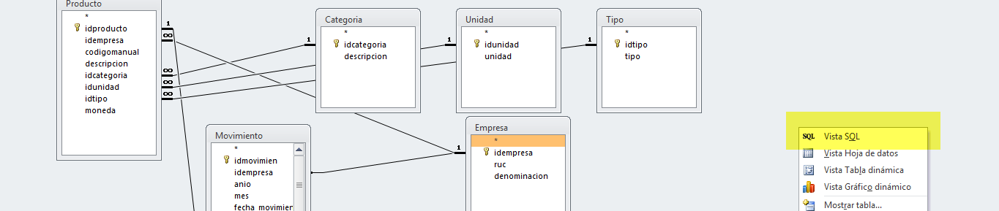 Producto
*
idproducto
idempresa
codigomanual
descripcion
idcategoria
idunidad
idtipo
moneda
1
∞
∞
∞
∞
Categoria
*
idcategoria
descripcion
1
Unidad
*
idunidad
unidad
1
Tipo
*
idtipo
tipo
1
Movimiento
*
idmovimien
idempresa
anio
mes
fecha_movimien
Empresa
*
idempresa
ruc
denominacion
1
SQL Vista SQL
Vista Hoja de datos
Vista Tabla dinámica
Vista Gráfico dinámico
Mostrar tabla...